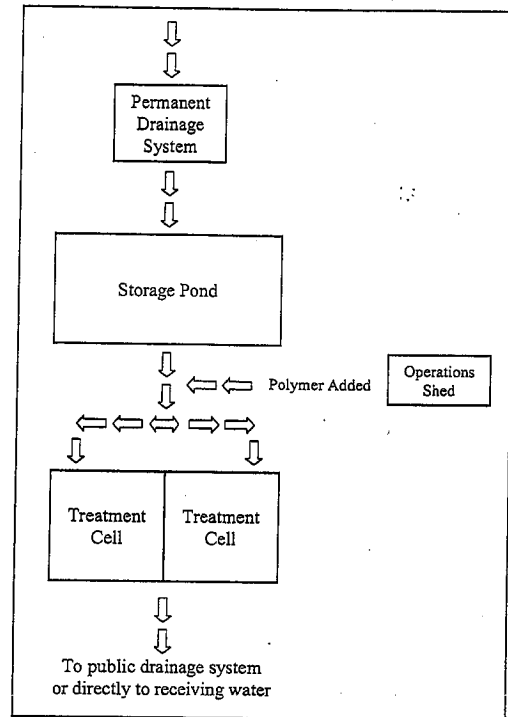 Permanent
Drainage
System
Storage Pond
Polymer Added
Operations
Shed
Treatment
Cell
Treatment
Cell
To public drainage system
or directly to receiving water